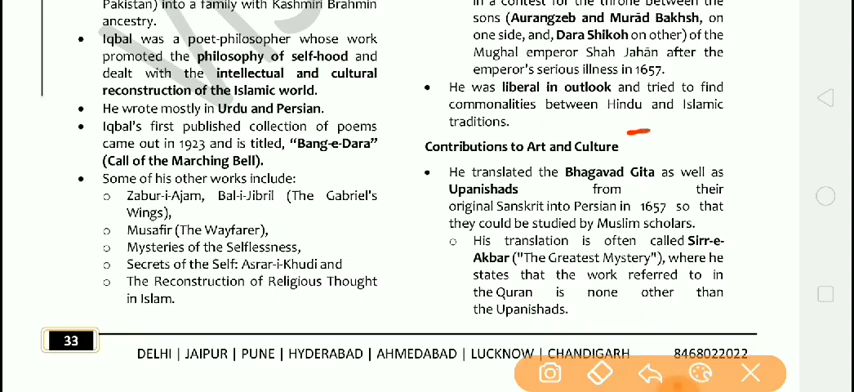 Pakistan) into a family with Kashmiri Brahmin
ancestry.
• Iqbal was a poet-philosopher whose work
promoted the philosophy of self-hood and
dealt with the intellectual and cultural
reconstruction of the Islamic world.
• He wrote mostly in Urdu and Persian.
• Iqbal's first published collection of poems
came out in 1923 and is titled, "Bang-e-Dara"
(Call of the Marching Bell).
• Some of his other works include:
o Zabur-i-Ajam, Bal-i-Jibril (The Gabriel's
Wings),
o Musafir (The Wayfarer),
o Mysteries of the Selflessness,
o Secrets of the Self: Asrar-i-Khudi and
o The Reconstruction of Religious Thought
in Islam.
in a contest for the throne between the
sons (Aurangzeb and Murād Bakhsh, on
one side, and, Dara Shikoh on other) of the
Mughal emperor Shah Jahān after the
emperor's serious illness in 1657.
• He was liberal in outlook and tried to find
commonalities between Hindu and Islamic
traditions.
Contributions to Art and Culture
• He translated the Bhagavad Gita as well as
Upanishads from their
original Sanskrit into Persian in 1657 so that
they could be studied by Muslim scholars.
o His translation is often called Sirr-e-
Akbar ("The Greatest Mystery"), where he
states that the work referred to in
the Quran is none other than
the Upanishads.
33
DELHI | JAIPUR | PUNE | HYDERABAD | AHMEDABAD | LUCKNOW | CHANDIGARH 8468022022